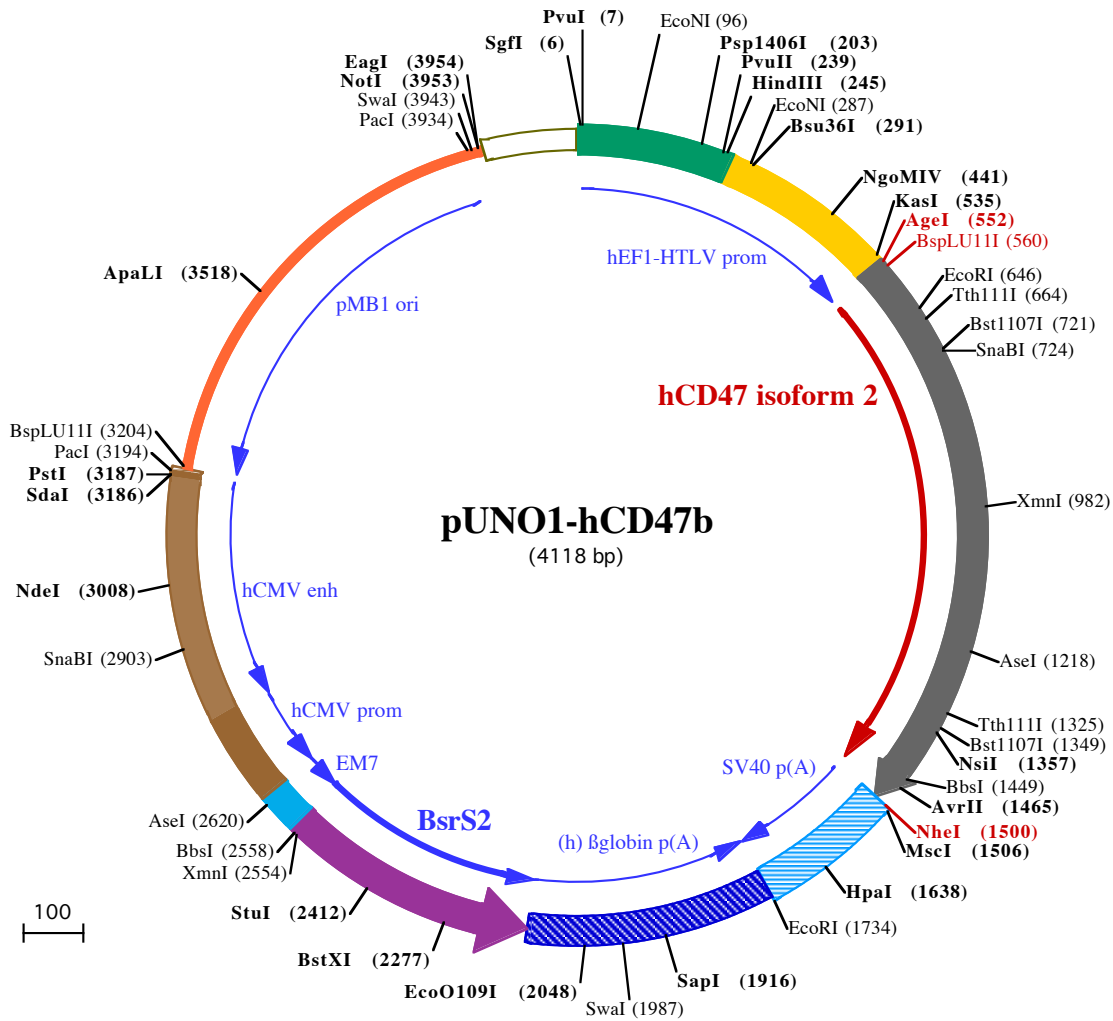 PvuI (7)
SgfI (6)
EcoNI (96)
Psp1406I (203)
PvuII (239)
HindIII (245)
EcoNI (287)
Bsu36I (291)
NgoMIV (441)
KasI (535)
AgeI (552)
BspLU11I (560)
EcoRI (646)
Tth111I (664)
Bst1107I (721)
SnaBI (724)
XmnI (982)
AseI (1218)
Tth111I (1325)
Bst1107I (1349)
NsiI (1357)
BbsI (1449)
AvrII (1465)
NheI (1500)
MscI (1506)
HpaI (1638)
EcoRI (1734)
SapI (1916)
SwaI (1987)
EcoO109I (2048)
BstXI (2277)
StuI (2412)
XmnI (2554)
BbsI (2558)
AseI (2620)
SnaBI (2903)
NdeI (3008)
SdaI (3186)
PstI (3187)
PacI (3194)
BspLU11I (3204)
ApaLI (3518)
PacI (3934)
SwaI (3943)
NotI (3953)
EagI (3954)
hEF1-HTLV prom
pMB1 ori
hCD47 isoform 2
pUNO1-hCD47b
(4118 bp)
hCMV enh
hCMV prom
EM7
BsrS2
(h) ßglobin p(A)
SV40 p(A)
100